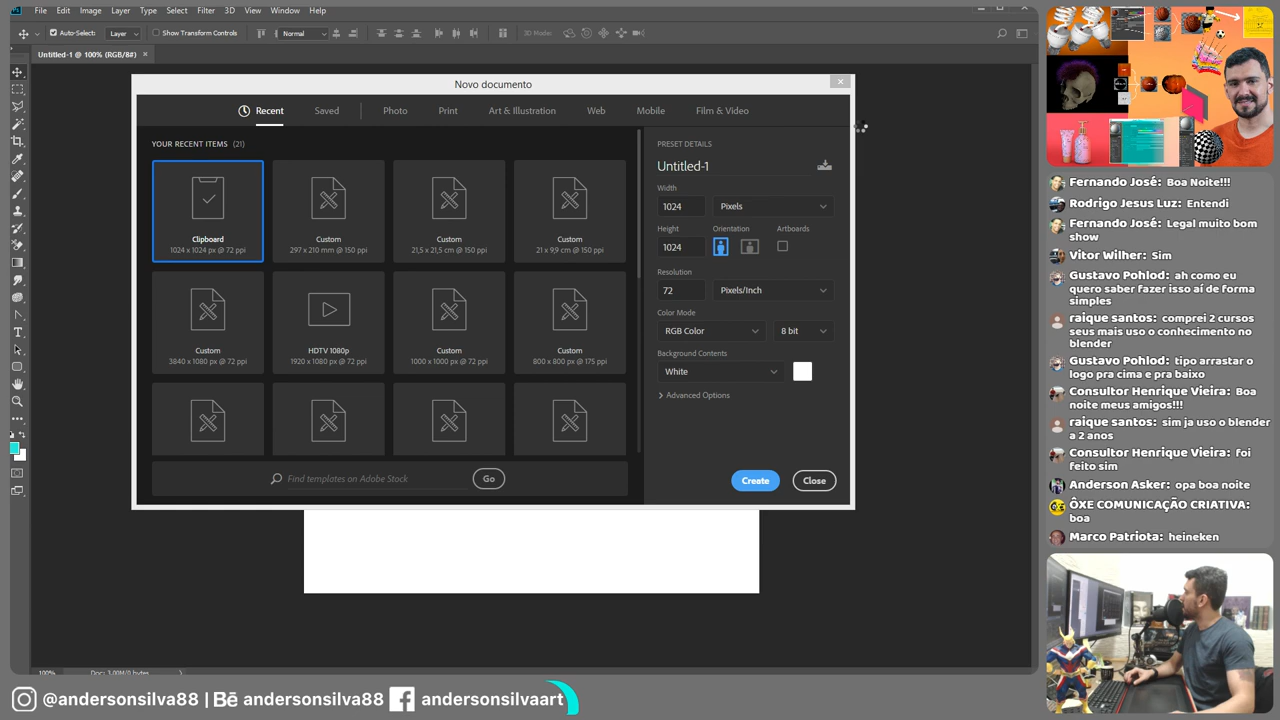 File Edit Image Layer Type Select Filter 3D View Window Help
Auto-Select: Layer Show Transform Controls Normal 3D Mode:
Untitled-1 @ 100% (RGB/8#) ×
Novo documento
Recent Saved Photo Print Art & Illustration Web Mobile Film & Video
YOUR RECENT ITEMS (21)
Clipboard
1024 x 1024 px @ 72 ppi
Custom
297 x 210 mm @ 150 ppi
Custom
21,5 x 21,5 cm @ 150 ppi
Custom
21 x 9,9 cm @ 150 ppi
Custom
3840 x 1080 px @ 72 ppi
HDTV 1080p
1920 x 1080 px @ 72 ppi
Custom
1000 x 1000 px @ 72 ppi
Custom
800 x 800 px @ 175 ppi
Find templates on Adobe Stock
Go
PRESET DETAILS
Untitled-1
Width
1024 Pixels
Height Orientation Artboards
1024
Resolution
72 Pixels/Inch
Color Mode
RGB Color 8 bit
Background Contents
White
Advanced Options
Create Close
100% Doc: 3,00M/0 bytes
Fernando José: Boa Noite!!!
Rodrigo Jesus Luz: Entendi
Fernando José: Legal muito bom
show
Vitor Wilher: Sim
Gustavo Pohlod: ah como eu
quero saber fazer isso aí de forma
simples
raique santos: comprei 2 cursos
seus mais uso o conhecimento no
blender
Gustavo Pohlod: tipo arrastar o
logo pra cima e pra baixo
Consultor Henrique Vieira: Boa
noite meus amigos!!!
raique santos: sim ja uso o blender
a 2 anos
Consultor Henrique Vieira: foi
feito sim
Anderson Asker: opa boa noite
ÔXE COMUNICAÇÃO CRIATIVA:
boa
Marco Patriota: heineken
@andersonsilva88 | Bē andersonsilva88 andersonsilvaart